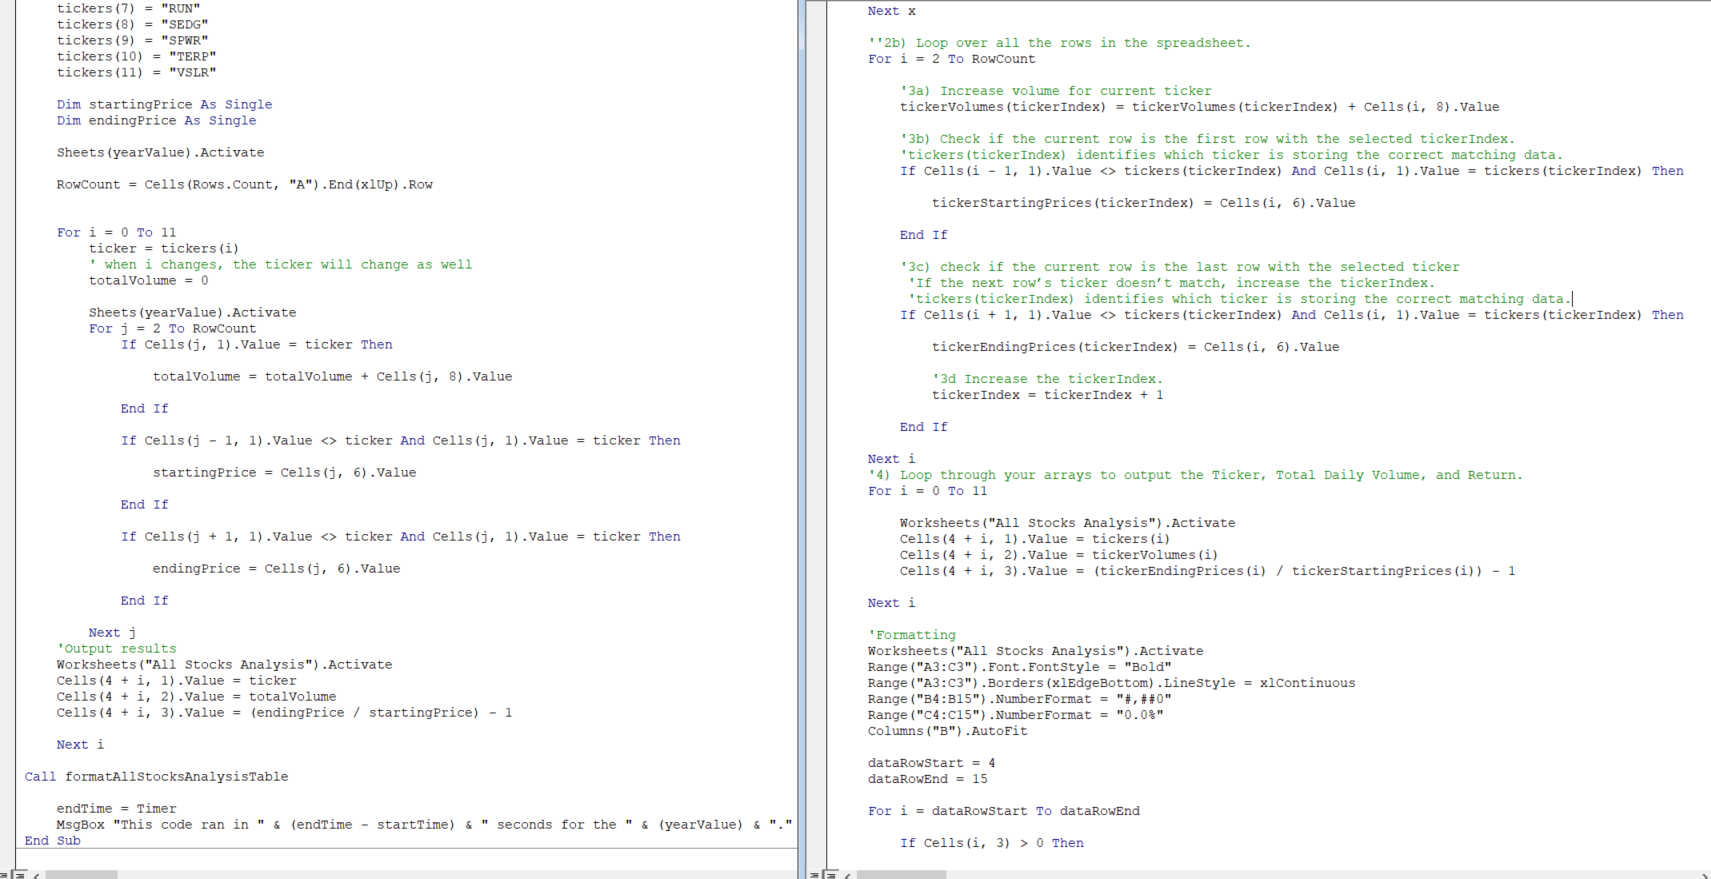 tickers(7) = "RUN"
tickers(8) = "SEDG"
tickers(9) = "SPWR"
tickers(10) = "TERP"
tickers(11) = "VSLR"
Dim startingPrice As Single
Dim endingPrice As Single
Sheets(yearValue).Activate
RowCount = Cells(Rows.Count, "A").End(xlUp).Row
For i = 0 To 11
ticker = tickers(i)
' when i changes, the ticker will change as well
totalVolume = 0
Sheets(yearValue).Activate
For j = 2 To RowCount
If Cells(j, 1).Value = ticker Then
totalVolume = totalVolume + Cells(j, 8).Value
End If
If Cells(j - 1, 1).Value <> ticker And Cells(j, 1).Value = ticker Then
startingPrice = Cells(j, 6).Value
End If
If Cells(j + 1, 1).Value <> ticker And Cells(j, 1).Value = ticker Then
endingPrice = Cells(j, 6).Value
End If
Next j
'Output results
Worksheets("All Stocks Analysis").Activate
Cells(4 + i, 1).Value = ticker
Cells(4 + i, 2).Value = totalVolume
Cells(4 + i, 3).Value = (endingPrice / startingPrice) - 1
Next i
Call formatAllStocksAnalysisTable
endTime = Timer
MsgBox "This code ran in " & (endTime - startTime) & " seconds for the " & (yearValue) & "."
End Sub
Next x
''2b) Loop over all the rows in the spreadsheet.
For i = 2 To RowCount
'3a) Increase volume for current ticker
tickerVolumes(tickerIndex) = tickerVolumes(tickerIndex) + Cells(i, 8).Value
'3b) Check if the current row is the first row with the selected tickerIndex.
'tickers(tickerIndex) identifies which ticker is storing the correct matching data.
If Cells(i - 1, 1).Value <> tickers(tickerIndex) And Cells(i, 1).Value = tickers(tickerIndex) Then
tickerStartingPrices(tickerIndex) = Cells(i, 6).Value
End If
'3c) check if the current row is the last row with the selected ticker
'If the next row’s ticker doesn’t match, increase the tickerIndex.
'tickers(tickerIndex) identifies which ticker is storing the correct matching data.
If Cells(i + 1, 1).Value <> tickers(tickerIndex) And Cells(i, 1).Value = tickers(tickerIndex) Then
tickerEndingPrices(tickerIndex) = Cells(i, 6).Value
'3d Increase the tickerIndex.
tickerIndex = tickerIndex + 1
End If
Next i
'4) Loop through your arrays to output the Ticker, Total Daily Volume, and Return.
For i = 0 To 11
Worksheets("All Stocks Analysis").Activate
Cells(4 + i, 1).Value = tickers(i)
Cells(4 + i, 2).Value = tickerVolumes(i)
Cells(4 + i, 3).Value = (tickerEndingPrices(i) / tickerStartingPrices(i)) - 1
Next i
'Formatting
Worksheets("All Stocks Analysis").Activate
Range("A3:C3").Font.FontStyle = "Bold"
Range("A3:C3").Borders(xlEdgeBottom).LineStyle = xlContinuous
Range("B4:B15").NumberFormat = "#,##0"
Range("C4:C15").NumberFormat = "0.0%"
Columns("B").AutoFit
dataRowStart = 4
dataRowEnd = 15
For i = dataRowStart To dataRowEnd
If Cells(i, 3) > 0 Then